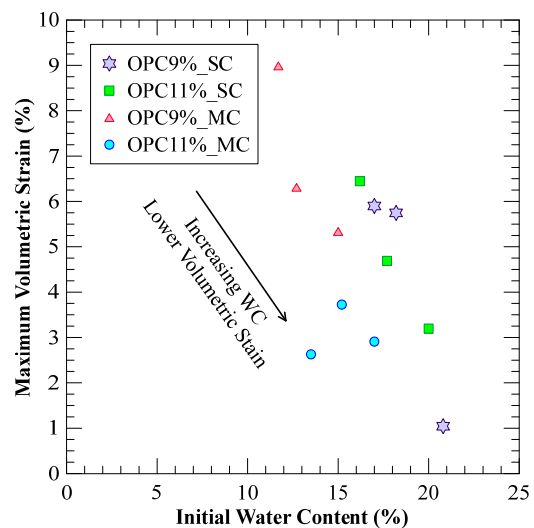 10
9
8
7
6
5
4
3
2
1
0
Maximum Volumetric Strain (%)
OPC9%_SC
OPC11%_SC
OPC9%_MC
OPC11%_MC
Increasing WC
Lower Volumetric Stain
0 5 10 15 20 25
Initial Water Content (%)